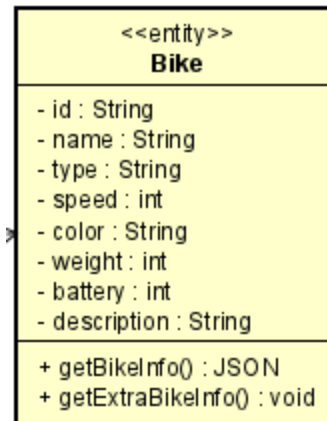 <<entity>>
Bike
- id : String
- name : String
- type : String
- speed : int
- color : String
- weight : int
- battery : int
- description : String
+ getBikeInfo() : JSON
+ getExtraBikeInfo() : void